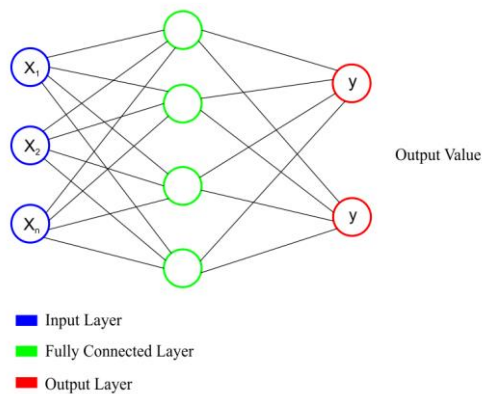 X1
X2
Xn
y
y
Output Value
Input Layer
Fully Connected Layer
Output Layer